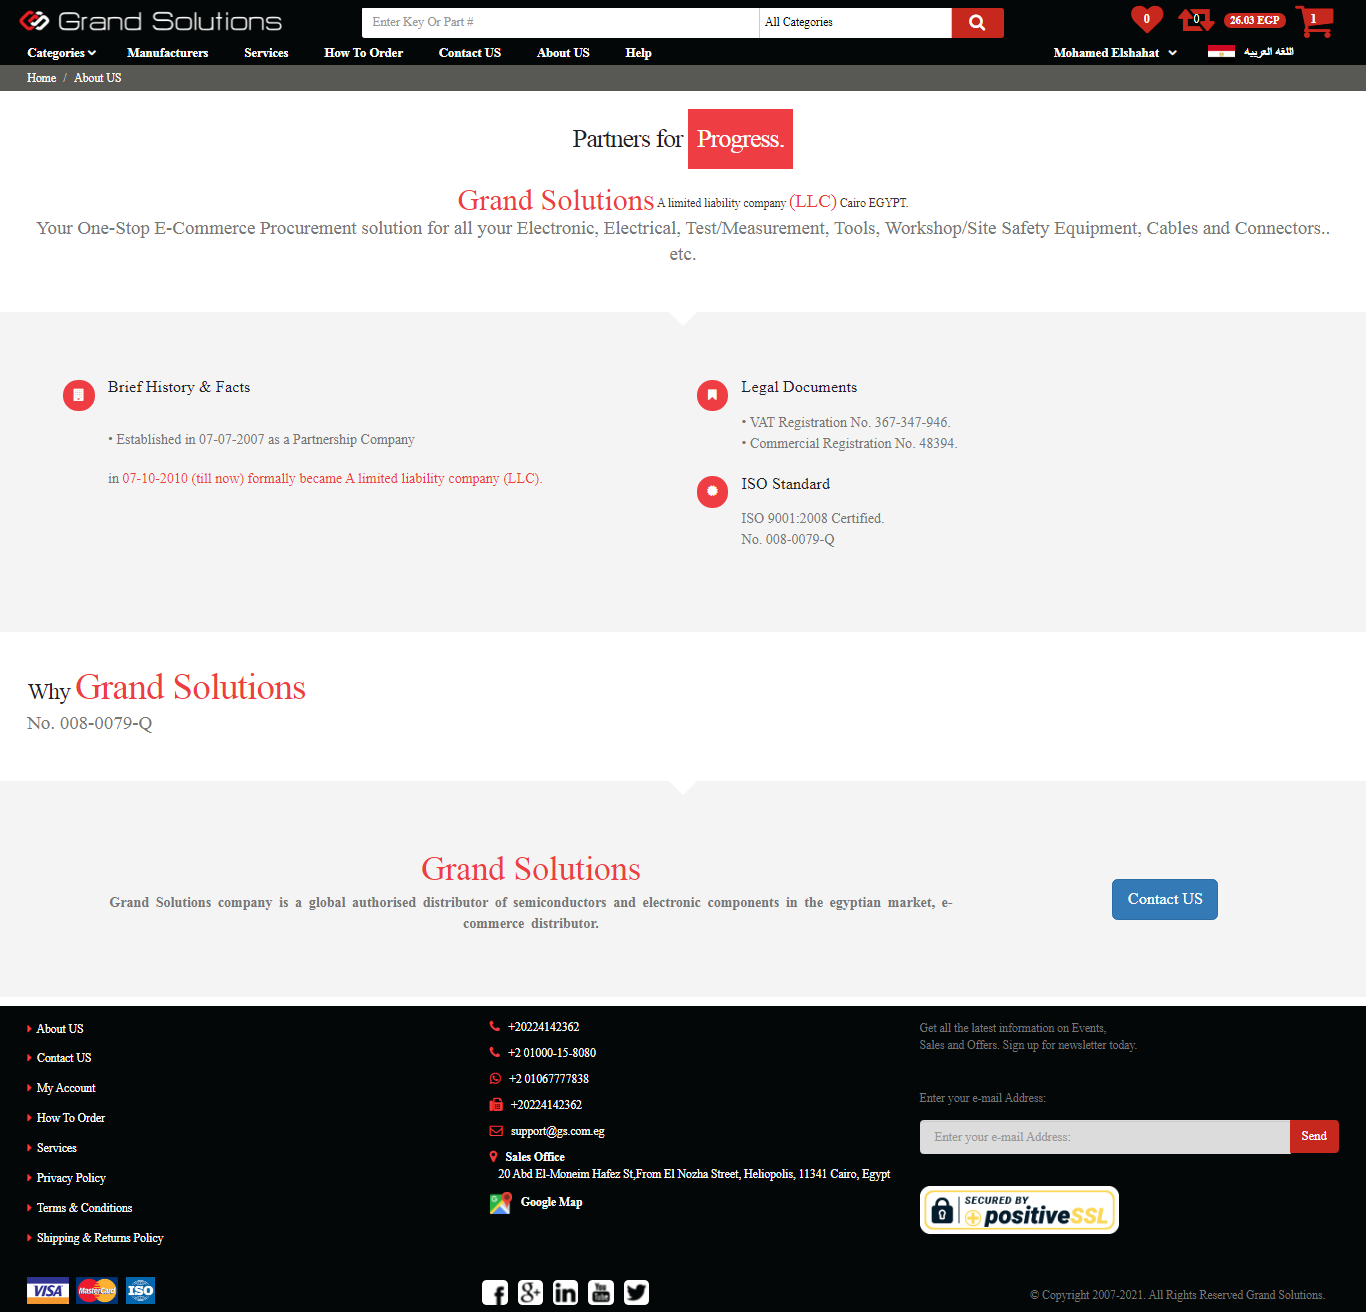 Grand Solutions
Enter Key Or Part #
All Categories
0
0
26.03 EGP
1
Categories
Manufacturers
Services
How To Order
Contact US
About US
Help
Mohamed Elshahat
اللغه العربيه
Home / About US
Partners for Progress.
Grand Solutions A limited liability company (LLC) Cairo EGYPT.
Your One-Stop E-Commerce Procurement solution for all your Electronic, Electrical, Test/Measurement, Tools, Workshop/Site Safety Equipment, Cables and Connectors..
etc.
Brief History & Facts
• Established in 07-07-2007 as a Partnership Company
in 07-10-2010 (till now) formally became A limited liability company (LLC).
Legal Documents
• VAT Registration No. 367-347-946.
• Commercial Registration No. 48394.
ISO Standard
ISO 9001:2008 Certified.
No. 008-0079-Q
Why Grand Solutions
No. 008-0079-Q
Grand Solutions
Grand Solutions company is a global authorised distributor of semiconductors and electronic components in the egyptian market, e-
commerce distributor.
Contact US
About US
Contact US
My Account
How To Order
Services
Privacy Policy
Terms & Conditions
Shipping & Returns Policy
+20224142362
+2 01000-15-8080
+2 01067777838
+20224142362
support@gs.com.eg
Sales Office
20 Abd El-Moneim Hafez St,From El Nozha Street, Heliopolis, 11341 Cairo, Egypt
Google Map
Get all the latest information on Events,
Sales and Offers. Sign up for newsletter today.
Enter your e-mail Address:
Enter your e-mail Address:
Send
SECURED BY
positiveSSL
VISA
MasterCard
ISO
You Tube
© Copyright 2007-2021. All Rights Reserved Grand Solutions.